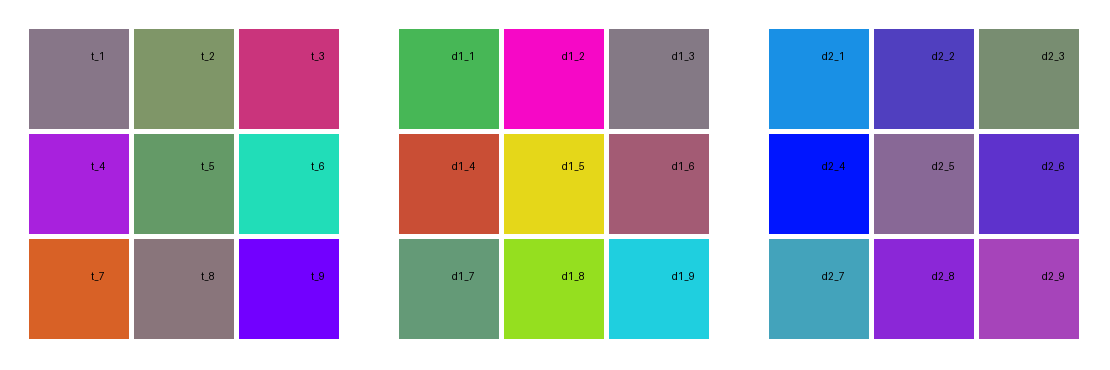 t_1 t_2 t_3 d1_1 d1_2 d1_3 d2_1 d2_2 d2_3
t_4 t_5 t_6 d1_4 d1_5 d1_6 d2_4 d2_5 d2_6
t_7 t_8 t_9 d1_7 d1_8 d1_9 d2_7 d2_8 d2_9